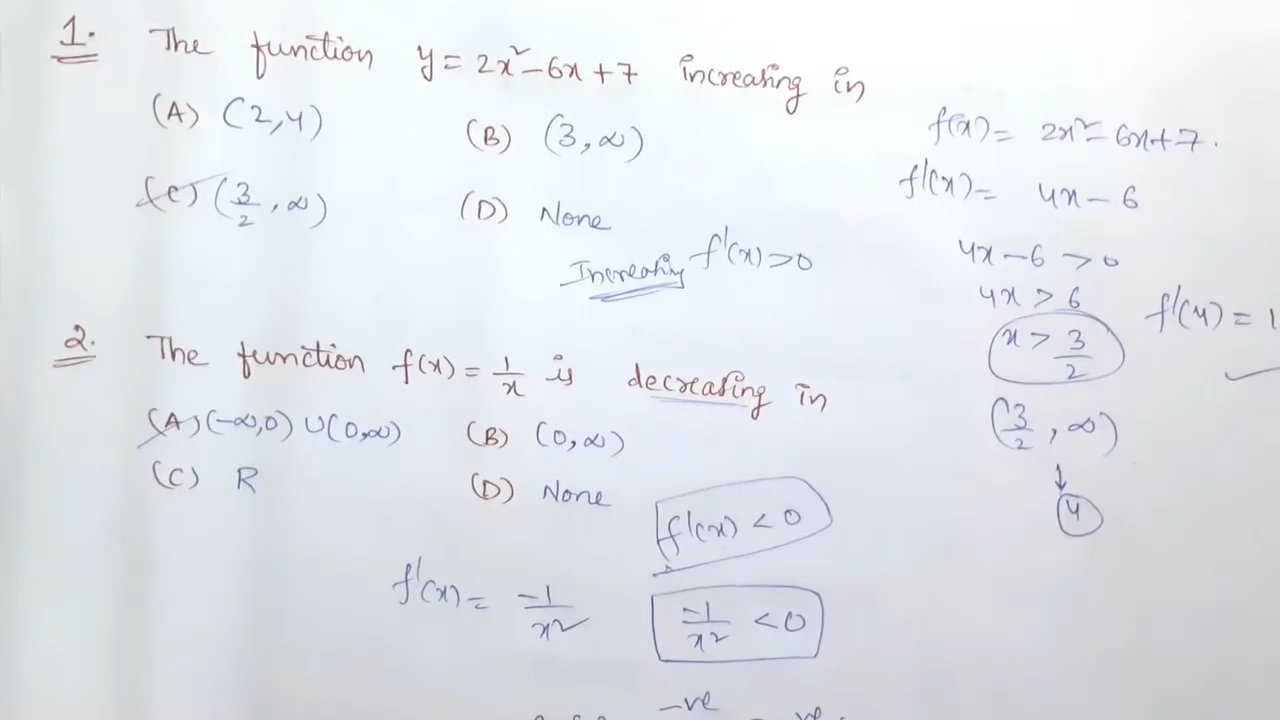 1. The function y = 2x² - 6x + 7 increasing in
(A) (2,4) (B) (3,∞)
(C) (3/2, ∞) (D) None
Increasing f'(x) > 0
f(x) = 2x² - 6x + 7.
f'(x) = 4x - 6
4x - 6 > 0
4x > 6
x > 3/2
f'(4) = 1
(3/2, ∞)
↓
4
2. The function f(x) = 1/x is decreasing in
(A) (-∞,0) ∪ (0,∞) (B) (0,∞)
(C) R (D) None
f'(x) < 0
f'(x) = -1/x²
-1/x² < 0
-ve